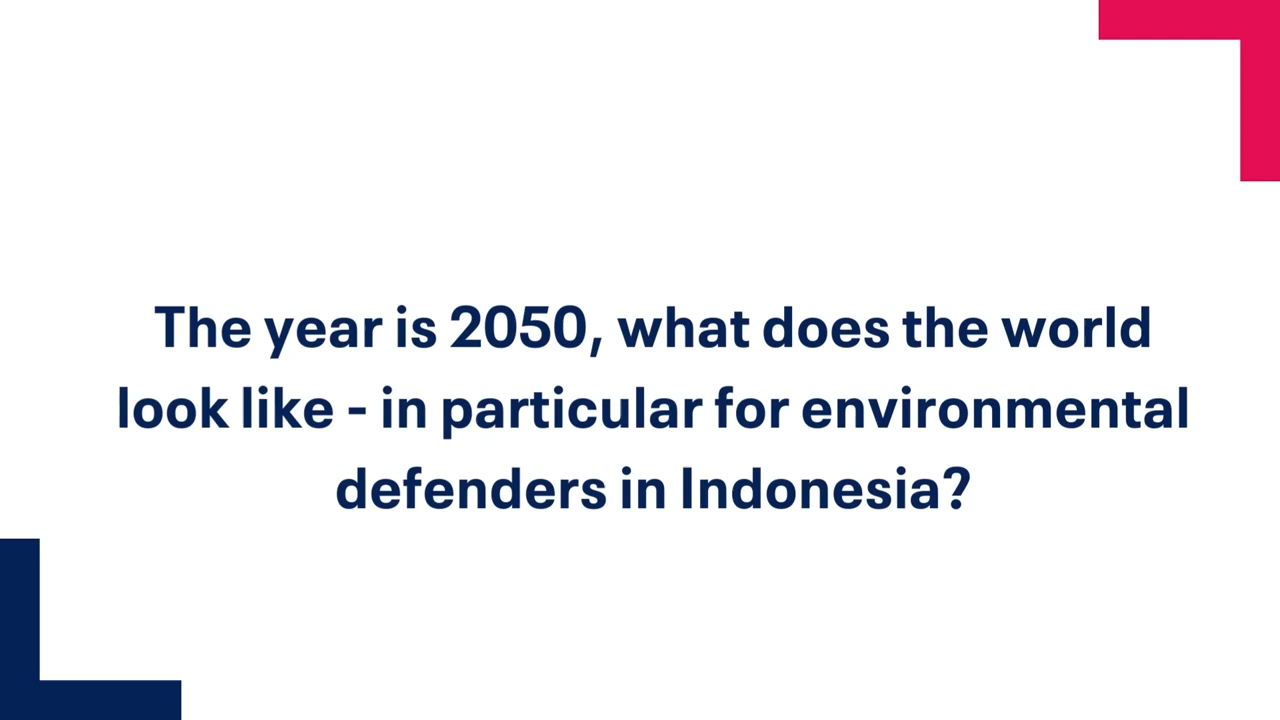 The year is 2050, what does the world
look like - in particular for environmental
defenders in Indonesia?